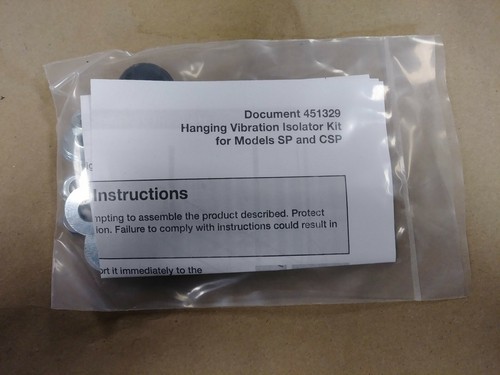 Document 451329
Hanging Vibration Isolator Kit
for Models SP and CSP
Instructions
mpting to assemble the product described. Protect
ion. Failure to comply with instructions could result in
ort it immediately to the